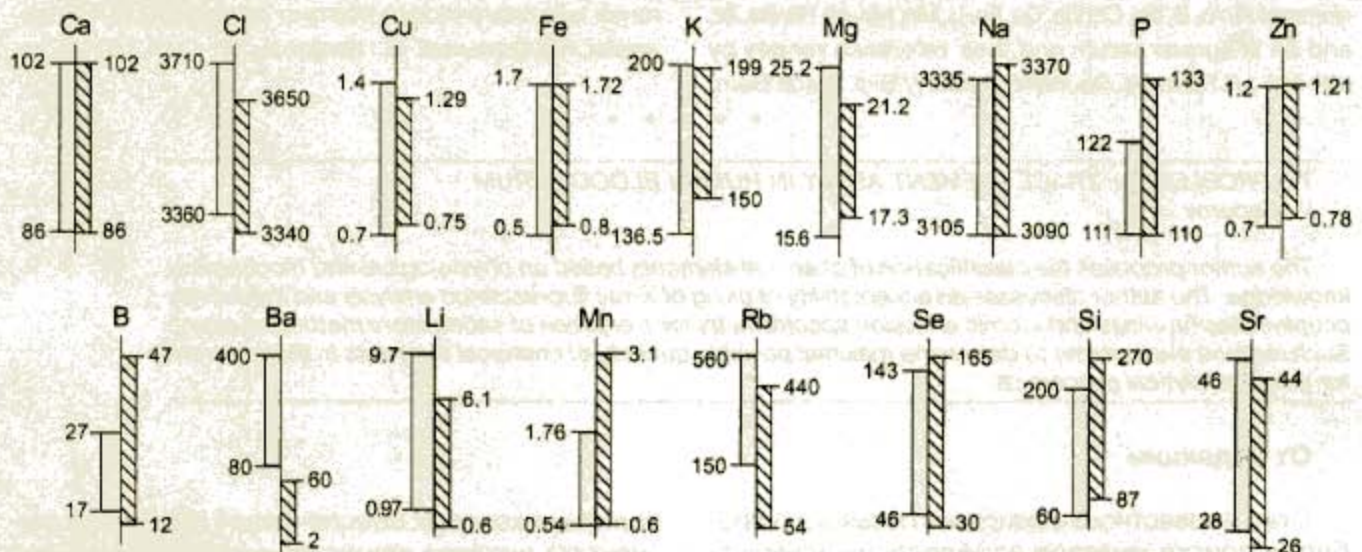 Ca Cl Cu Fe K Mg Na P Zn
102 102 3710 3650 1.4 1.29 1.7 1.72 200 199 25.2 21.2 3335 3370 122 133 1.2 1.21
86 86 3360 3340 0.7 0.75 0.5 0.8 136.5 150 15.6 17.3 3105 3090 111 110 0.7 0.78
B Ba Li Mn Rb Se Si Sr
27 47 400 60 9.7 6.1 1.76 3.1 560 440 143 165 200 270 46 44
17 12 80 2 0.97 0.6 0.54 0.6 150 54 46 30 60 87 28 26